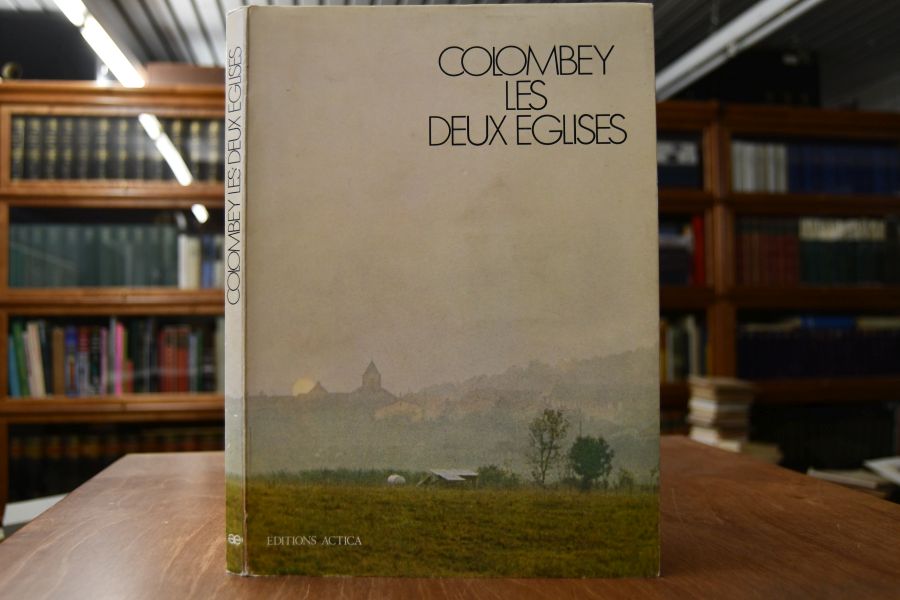 COLOMBEY
LES
DEUX EGLISES
COLOMBEY LES DEUX EGLISES
EDITIONS ACTICA